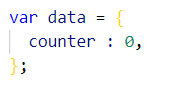 var data = {
  counter : 0,
};